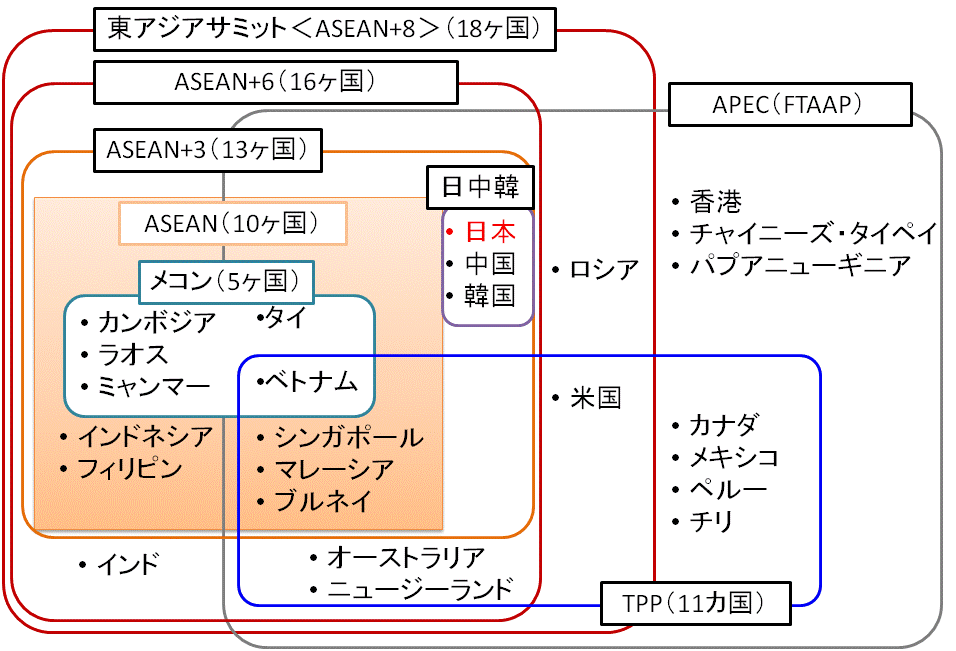 東アジアサミット＜ASEAN+8＞（18ヶ国）
ASEAN+6（16ヶ国）
APEC（FTAAP）
ASEAN+3（13ヶ国）
日中韓
・日本
・中国
・韓国
ASEAN（10ヶ国）
メコン（5ヶ国）
・カンボジア
・ラオス
・ミャンマー
・タイ
・ベトナム
・インドネシア
・フィリピン
・シンガポール
・マレーシア
・ブルネイ
・インド
・オーストラリア
・ニュージーランド
・ロシア
・米国
・香港
・チャイニーズ・タイペイ
・パプアニューギニア
・カナダ
・メキシコ
・ペルー
・チリ
TPP（11カ国）